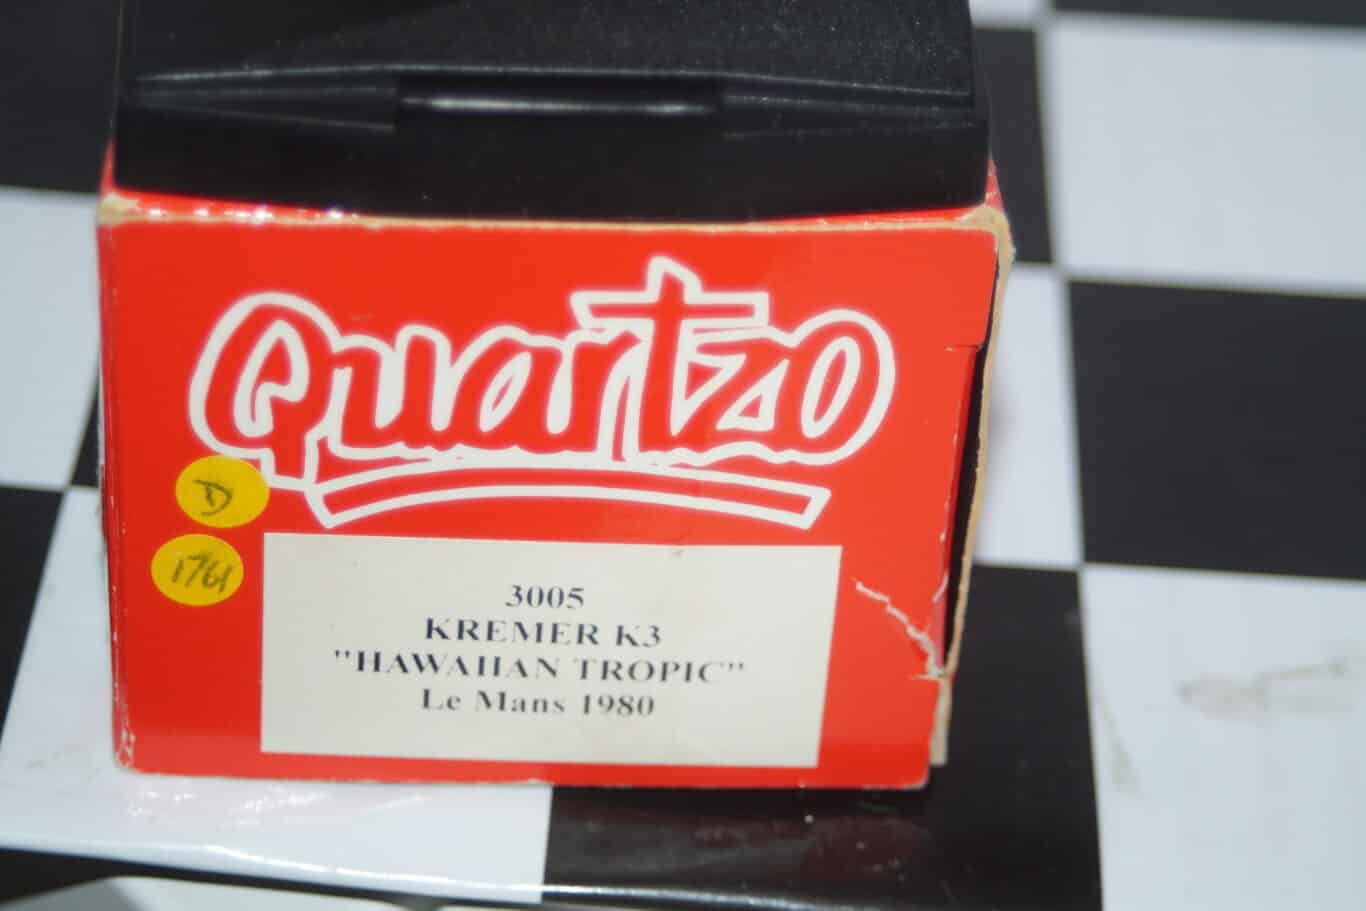 Quartzo
D
1761
3005
KREMER K3
"HAWAIIAN TROPIC"
Le Mans 1980